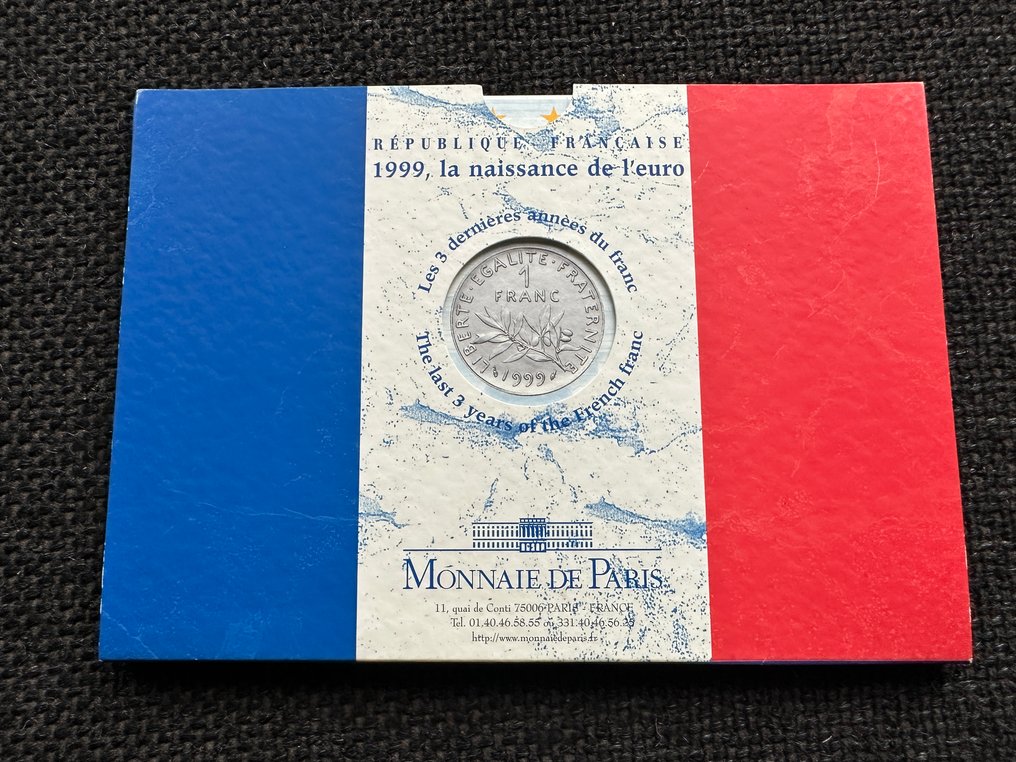 RÉPUBLIQUE FRANÇAISE
1999, la naissance de l'euro
Les 3 dernières années du franc
LIBERTE·EGALITE·FRATERNITE
1
FRANC
1999
The last 3 years of the French franc
MONNAIE DE PARIS
11, quai de Conti 75006 PARIS - FRANCE
Tel. 01.40.46.58.55 ou 331.40.46.56.25
http://www.monnaiedeparis.fr